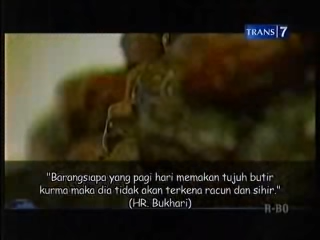 TRANS 7
"Barangsiapa yang pagi hari memakan tujuh butir
kurma maka dia tidak akan terkena racun dan sihir."
(HR. Bukhari)
R-BO